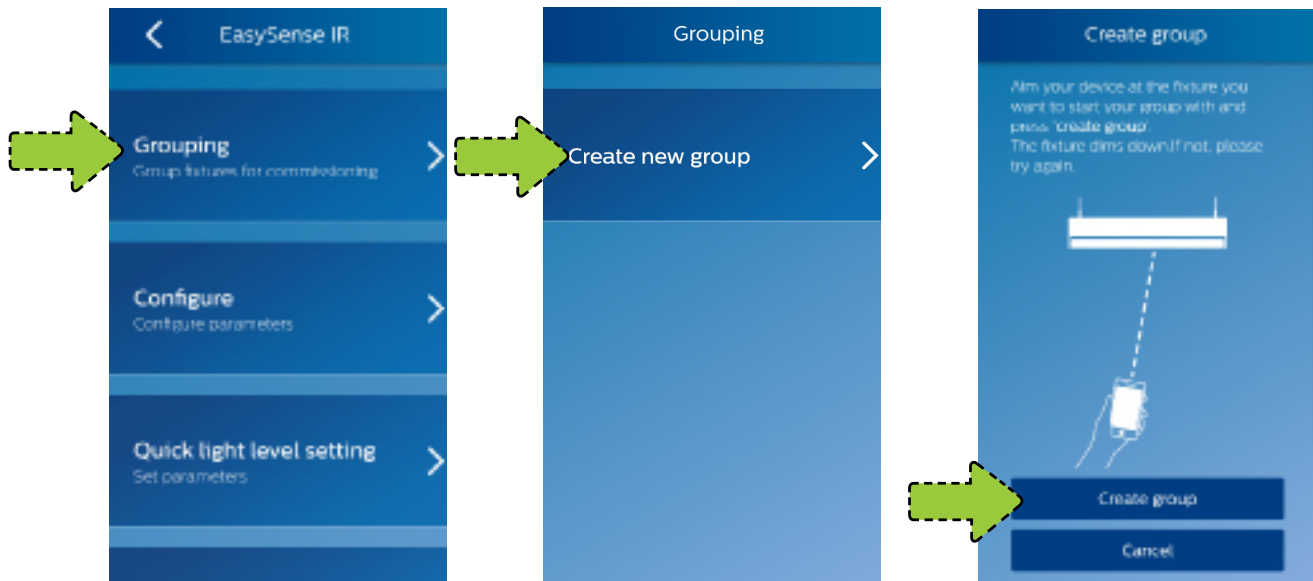 EasySense IR
Grouping
Group fixtures for commissioning
Configure
Configure parameters
Quick light level setting
Set parameters
Grouping
Create new group
Create group
Aim your device at the fixture you
want to start your group with and
press 'create group'.
The fixture dims down.If not, please
try again.
Create group
Cancel